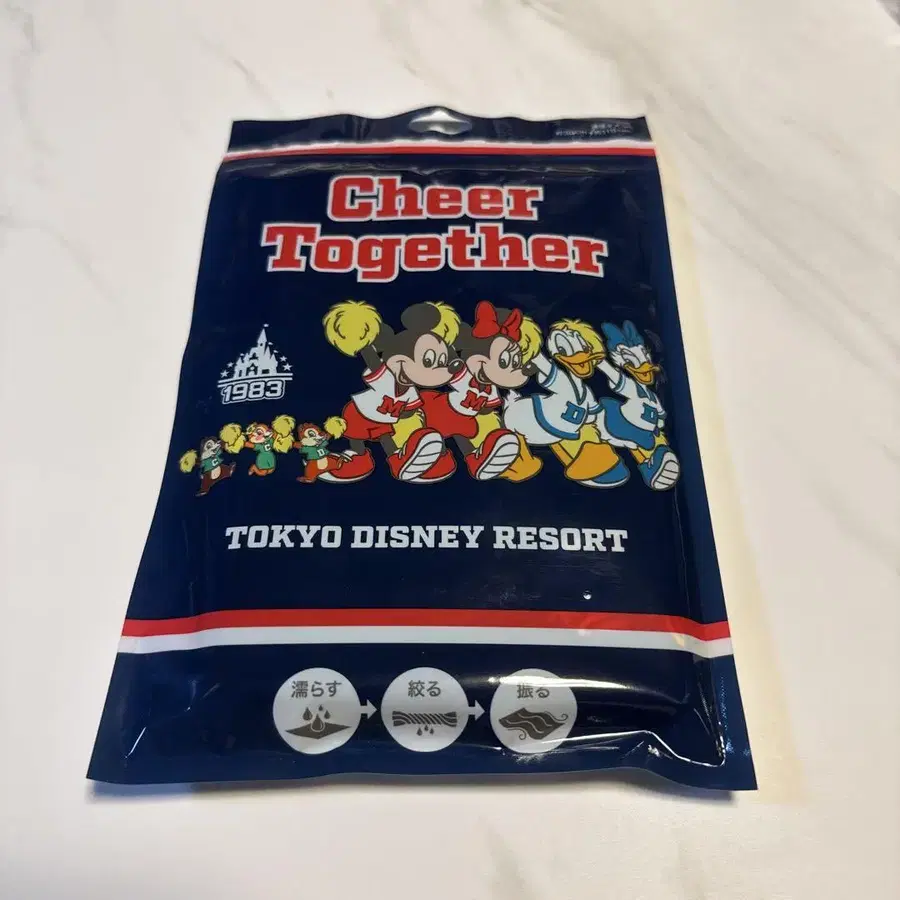 Cheer
Together
1983
M
M
D
D
TOKYO DISNEY RESORT
濡らす
絞る
振る